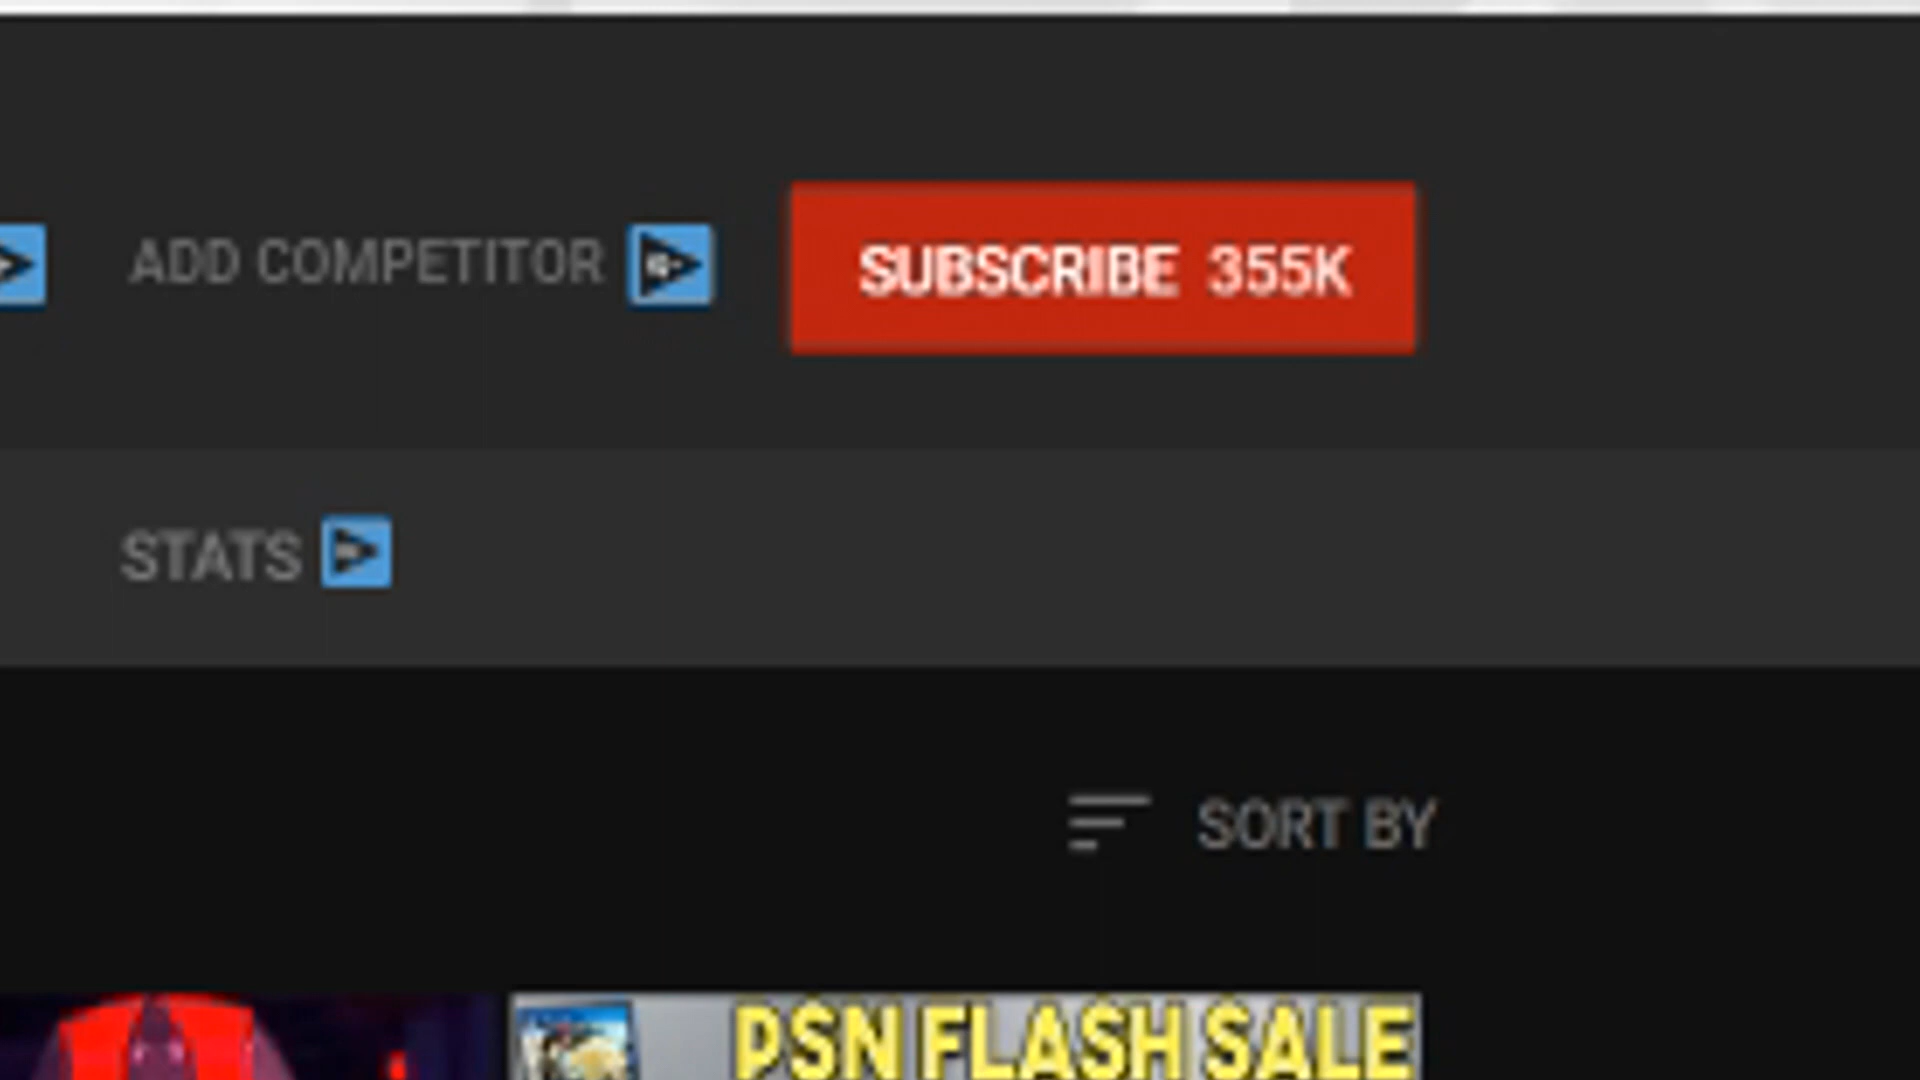 ADD COMPETITOR SUBSCRIBE 355K
STATS
SORT BY
PSN FLASH SALE